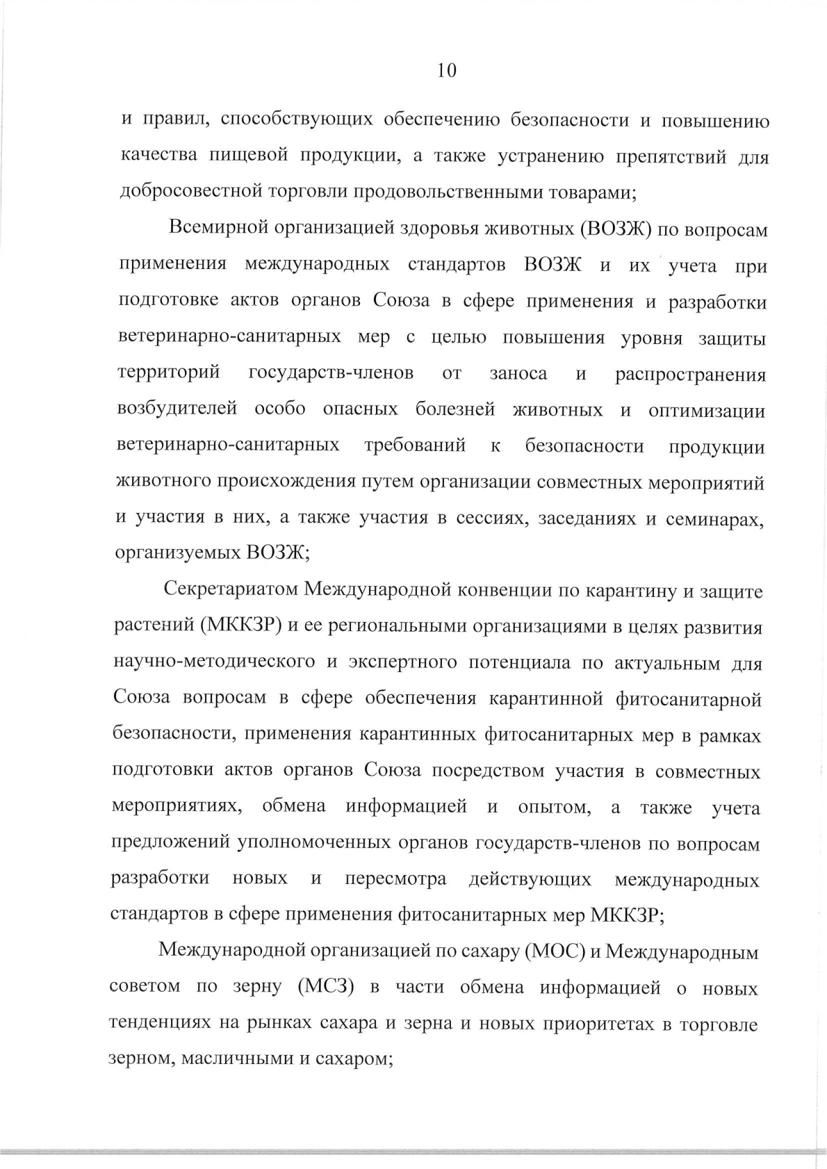 10
и правил, способствующих обеспечению безопасности и повышению
качества пищевой продукции, а также устранению препятствий для
добросовестной торговли продовольственными товарами;
Всемирной организацией здоровья животных (ВОЗЖ) по вопросам
применения международных стандартов ВОЗЖ и их учета при
подготовке актов органов Союза в сфере применения и разработки
ветеринарно-санитарных мер с целью повышения уровня защиты
территорий государств-членов от заноса и распространения
возбудителей особо опасных болезней животных и оптимизации
ветеринарно-санитарных требований к безопасности продукции
животного происхождения путем организации совместных мероприятий
и участия в них, а также участия в сессиях, заседаниях и семинарах,
организуемых ВОЗЖ;
Секретариатом Международной конвенции по карантину и защите
растений (МККЗР) и ее региональными организациями в целях развития
научно-методического и экспертного потенциала по актуальным для
Союза вопросам в сфере обеспечения карантинной фитосанитарной
безопасности, применения карантинных фитосанитарных мер в рамках
подготовки актов органов Союза посредством участия в совместных
мероприятиях, обмена информацией и опытом, а также учета
предложений уполномоченных органов государств-членов по вопросам
разработки новых и пересмотра действующих международных
стандартов в сфере применения фитосанитарных мер МККЗР;
Международной организацией по сахару (МОС) и Международным
советом по зерну (МСЗ) в части обмена информацией о новых
тенденциях на рынках сахара и зерна и новых приоритетах в торговле
зерном, масличными и сахаром;